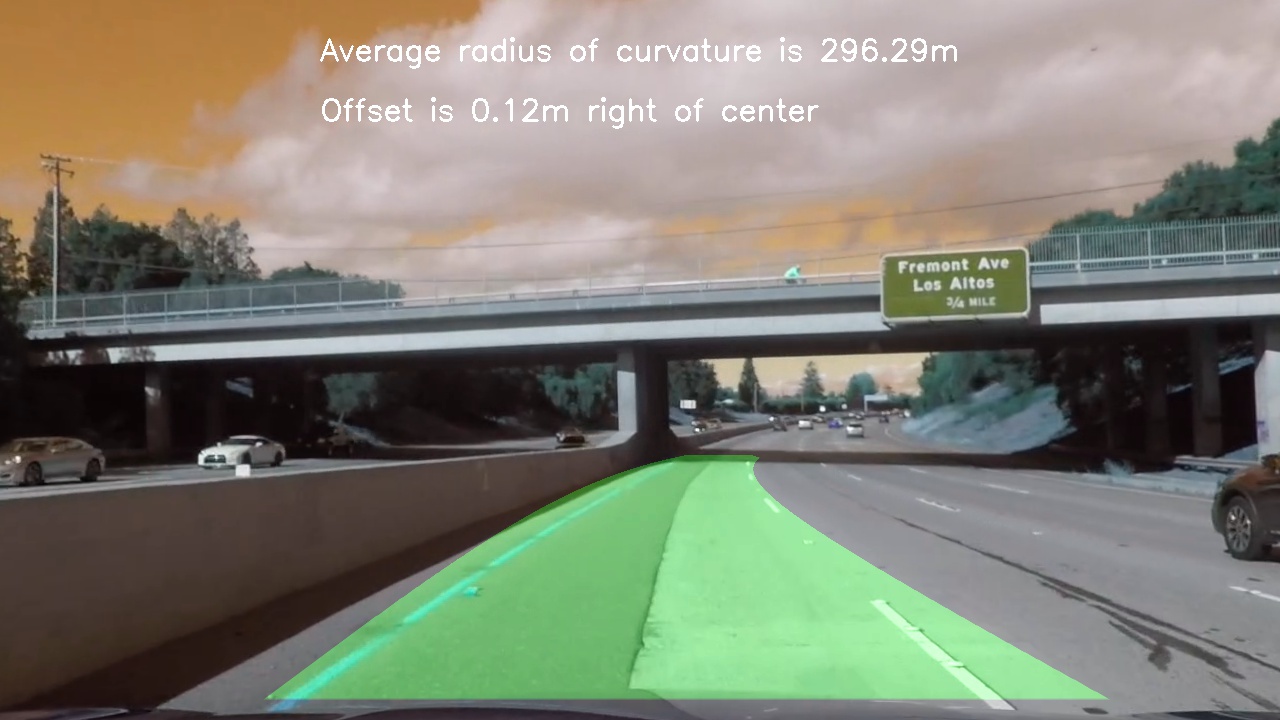 Average radius of curvature is 296.29m
Offset is 0.12m right of center
Fremont Ave
Los Altos
3/4 MILE